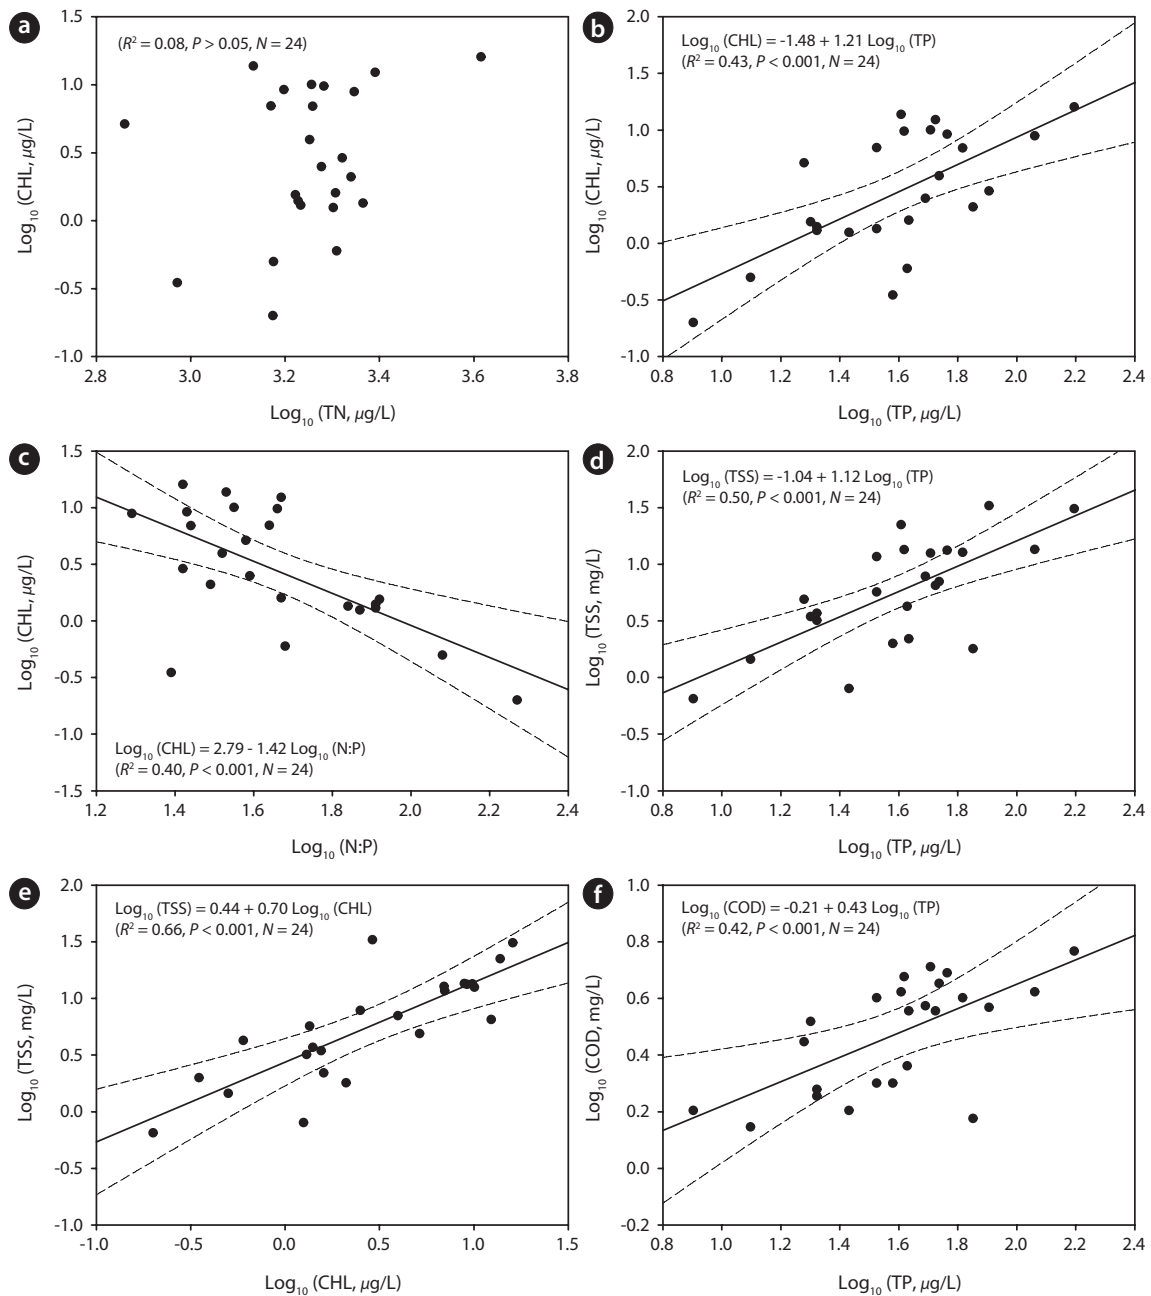 a
(R² = 0.08, P > 0.05, N = 24)
1.5
1.0
0.5
0.0
-0.5
-1.0
Log₁₀ (CHL, µg/L)
2.8 3.0 3.2 3.4 3.6 3.8
Log₁₀ (TN, µg/L)
b
Log₁₀ (CHL) = -1.48 + 1.21 Log₁₀ (TP)
(R² = 0.43, P < 0.001, N = 24)
2.0
1.5
1.0
0.5
0.0
-0.5
-1.0
Log₁₀ (CHL, µg/L)
0.8 1.0 1.2 1.4 1.6 1.8 2.0 2.2 2.4
Log₁₀ (TP, µg/L)
c
1.5
1.0
0.5
0.0
-0.5
-1.0
-1.5
Log₁₀ (CHL, µg/L)
Log₁₀ (CHL) = 2.79 - 1.42 Log₁₀ (N:P)
(R² = 0.40, P < 0.001, N = 24)
1.2 1.4 1.6 1.8 2.0 2.2 2.4
Log₁₀ (N:P)
d
Log₁₀ (TSS) = -1.04 + 1.12 Log₁₀ (TP)
(R² = 0.50, P < 0.001, N = 24)
2.0
1.5
1.0
0.5
0.0
-0.5
-1.0
Log₁₀ (TSS, mg/L)
0.8 1.0 1.2 1.4 1.6 1.8 2.0 2.2 2.4
Log₁₀ (TP, µg/L)
e
Log₁₀ (TSS) = 0.44 + 0.70 Log₁₀ (CHL)
(R² = 0.66, P < 0.001, N = 24)
2.0
1.5
1.0
0.5
0.0
-0.5
-1.0
Log₁₀ (TSS, mg/L)
-1.0 -0.5 0.0 0.5 1.0 1.5
Log₁₀ (CHL, µg/L)
f
Log₁₀ (COD) = -0.21 + 0.43 Log₁₀ (TP)
(R² = 0.42, P < 0.001, N = 24)
1.0
0.8
0.6
0.4
0.2
0.0
-0.2
Log₁₀ (COD, mg/L)
0.8 1.0 1.2 1.4 1.6 1.8 2.0 2.2 2.4
Log₁₀ (TP, µg/L)